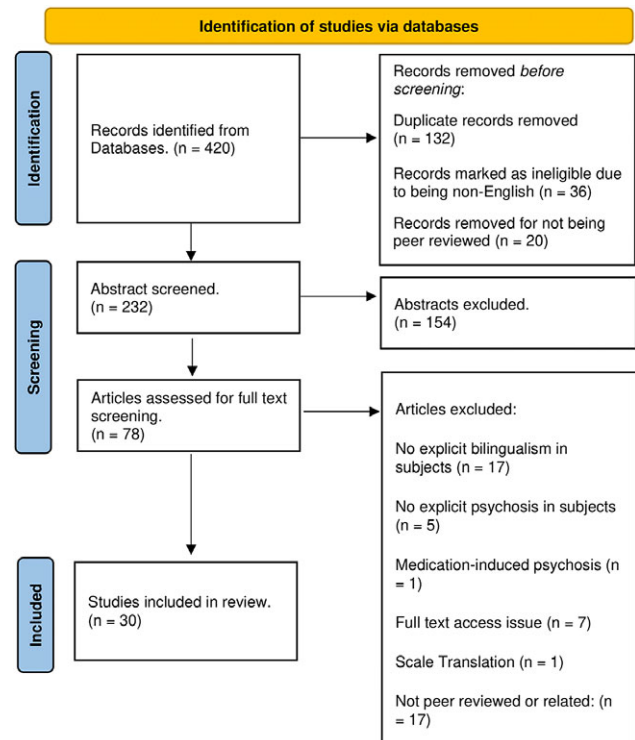 Identification of studies via databases
Identification
Records identified from
Databases. (n = 420)
Records removed before
screening:
Duplicate records removed
(n = 132)
Records marked as ineligible due
to being non-English (n = 36)
Records removed for not being
peer reviewed (n = 20)
Screening
Abstract screened.
(n = 232)
Abstracts excluded.
(n = 154)
Articles assessed for full text
screening.
(n = 78)
Articles excluded:
No explicit bilingualism in
subjects (n = 17)
No explicit psychosis in subjects
(n = 5)
Medication-induced psychosis (n
= 1)
Full text access issue (n = 7)
Scale Translation (n = 1)
Not peer reviewed or related: (n
= 17)
Included
Studies included in review.
(n = 30)